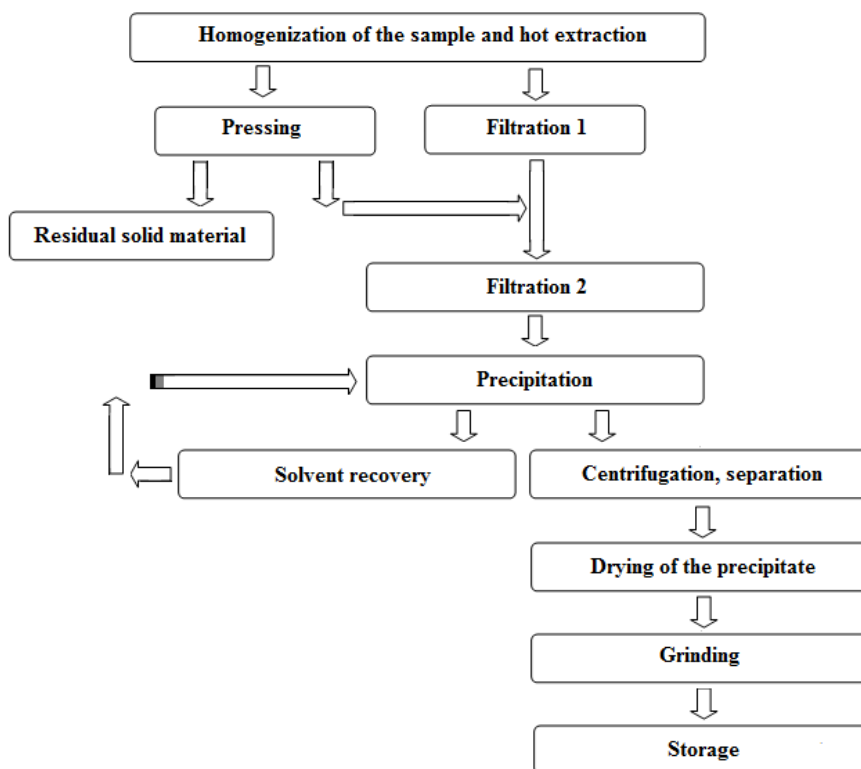 Homogenization of the sample and hot extraction
Pressing
Filtration 1
Residual solid material
Filtration 2
Precipitation
Solvent recovery
Centrifugation, separation
Drying of the precipitate
Grinding
Storage